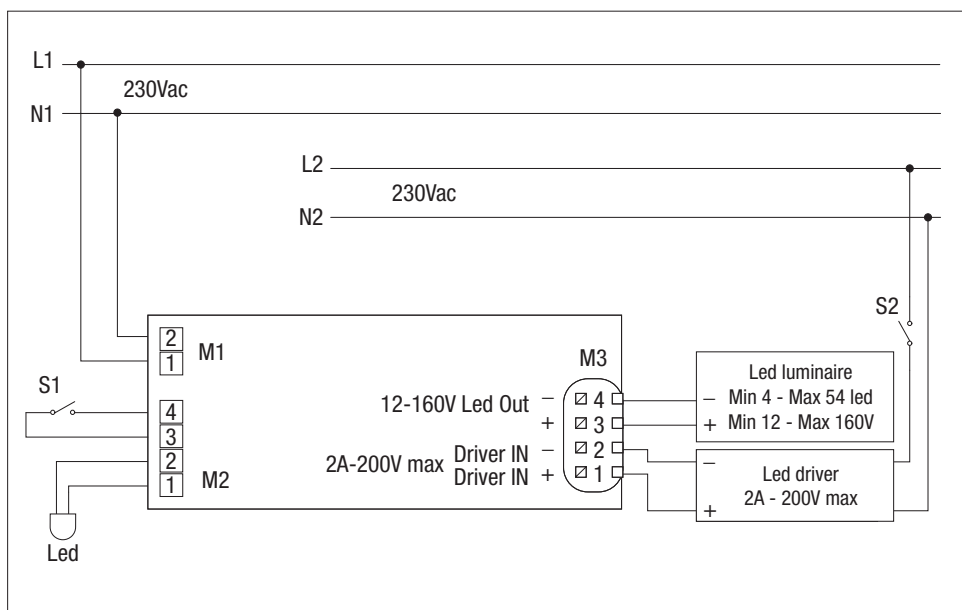 L1
230Vac
N1
L2
230Vac
N2
S2
2
1
M1
M3
S1
4
3
2
1
M2
Led
12-160V Led Out
−
+
2A-200V max
Driver IN −
Driver IN +
4
3
2
1
Led luminaire
− Min 4 - Max 54 led
+ Min 12 - Max 160V
−
Led driver
2A - 200V max
+